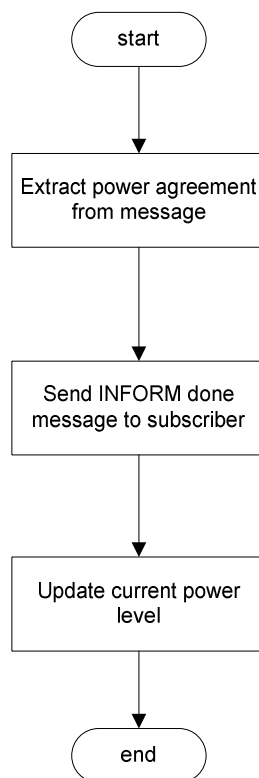 start
Extract power agreement
from message
Send INFORM done
message to subscriber
Update current power
level
end